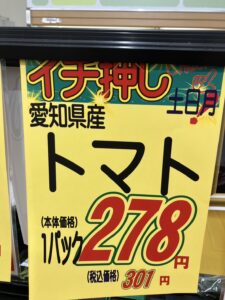 イチ押し
土日月
愛知県産
トマト
(本体価格)
1パック 278円
(税込価格) 301円